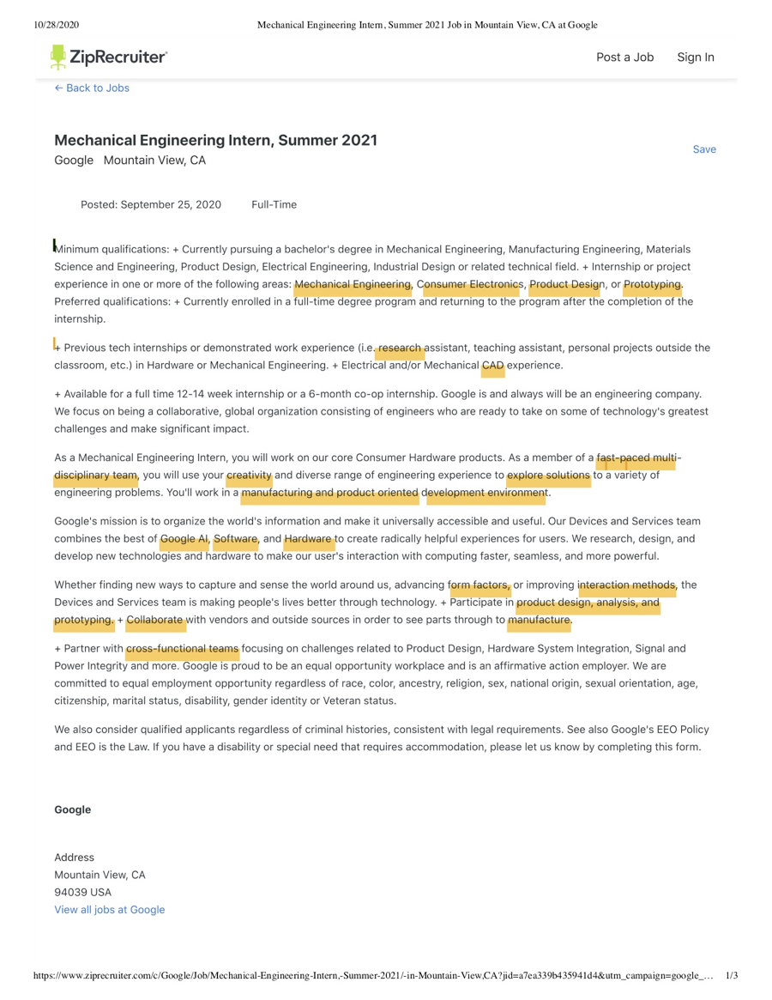 10/28/2020 Mechanical Engineering Intern, Summer 2021 Job in Mountain View, CA at Google
ZipRecruiter Post a Job Sign In
← Back to Jobs
Mechanical Engineering Intern, Summer 2021
Google Mountain View, CA
Save
Posted: September 25, 2020 Full-Time
Minimum qualifications: + Currently pursuing a bachelor's degree in Mechanical Engineering, Manufacturing Engineering, Materials
Science and Engineering, Product Design, Electrical Engineering, Industrial Design or related technical field. + Internship or project
experience in one or more of the following areas: Mechanical Engineering, Consumer Electronics, Product Design, or Prototyping.
Preferred qualifications: + Currently enrolled in a full-time degree program and returning to the program after the completion of the
internship.
+ Previous tech internships or demonstrated work experience (i.e. research assistant, teaching assistant, personal projects outside the
classroom, etc.) in Hardware or Mechanical Engineering. + Electrical and/or Mechanical CAD experience.
+ Available for a full time 12-14 week internship or a 6-month co-op internship. Google is and always will be an engineering company.
We focus on being a collaborative, global organization consisting of engineers who are ready to take on some of technology's greatest
challenges and make significant impact.
As a Mechanical Engineering Intern, you will work on our core Consumer Hardware products. As a member of a fast-paced multi-
disciplinary team, you will use your creativity and diverse range of engineering experience to explore solutions to a variety of
engineering problems. You'll work in a manufacturing and product oriented development environment.
Google's mission is to organize the world's information and make it universally accessible and useful. Our Devices and Services team
combines the best of Google AI, Software, and Hardware to create radically helpful experiences for users. We research, design, and
develop new technologies and hardware to make our user's interaction with computing faster, seamless, and more powerful.
Whether finding new ways to capture and sense the world around us, advancing form factors, or improving interaction methods, the
Devices and Services team is making people's lives better through technology. + Participate in product design, analysis, and
prototyping. + Collaborate with vendors and outside sources in order to see parts through to manufacture.
+ Partner with cross-functional teams focusing on challenges related to Product Design, Hardware System Integration, Signal and
Power Integrity and more. Google is proud to be an equal opportunity workplace and is an affirmative action employer. We are
committed to equal employment opportunity regardless of race, color, ancestry, religion, sex, national origin, sexual orientation, age,
citizenship, marital status, disability, gender identity or Veteran status.
We also consider qualified applicants regardless of criminal histories, consistent with legal requirements. See also Google's EEO Policy
and EEO is the Law. If you have a disability or special need that requires accommodation, please let us know by completing this form.
Google
Address
Mountain View, CA
94039 USA
View all jobs at Google
https://www.ziprecruiter.com/c/Google/Job/Mechanical-Engineering-Intern,-Summer-2021/-in-Mountain-View,CA?jid=a7ea339b435941d4&utm_campaign=google_… 1/3